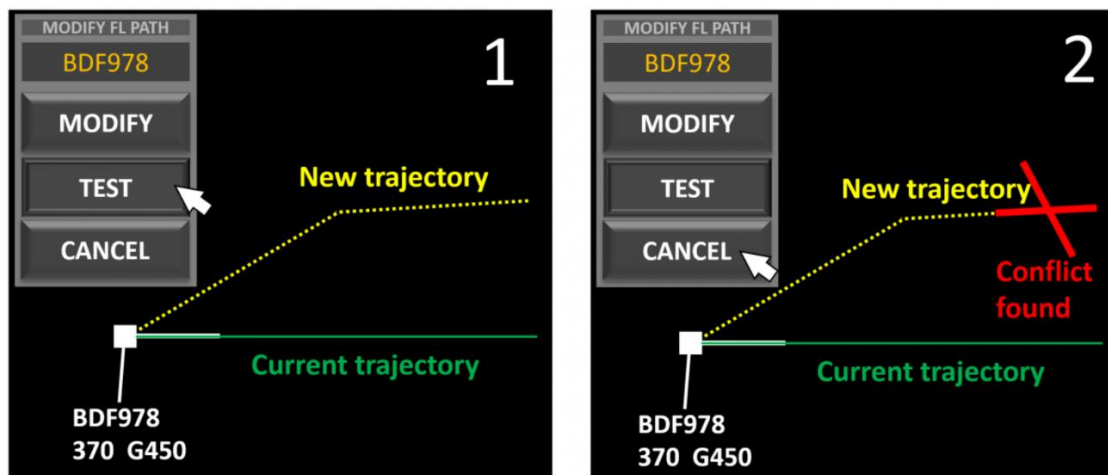 MODIFY FL PATH
BDF978
1
MODIFY
TEST
New trajectory
CANCEL
Current trajectory
BDF978
370 G450
MODIFY FL PATH
BDF978
2
MODIFY
TEST
New trajectory
CANCEL
Conflict
found
Current trajectory
BDF978
370 G450